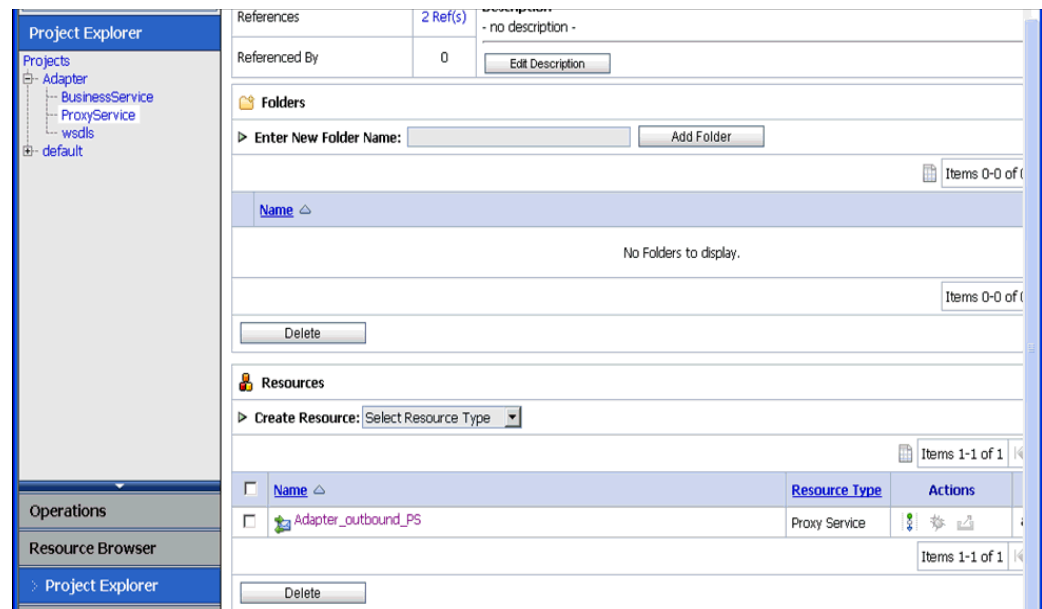 Project Explorer
Projects
Adapter
BusinessService
ProxyService
wsdls
default
Operations
Resource Browser
Project Explorer
References
2 Ref(s)
Description
- no description -
Referenced By
0
Edit Description
Folders
Enter New Folder Name:
Add Folder
Items 0-0 of 0
Name
No Folders to display.
Items 0-0 of 0
Delete
Resources
Create Resource: Select Resource Type
Items 1-1 of 1
Name Resource Type Actions
Adapter_outbound_PS Proxy Service
Items 1-1 of 1
Delete